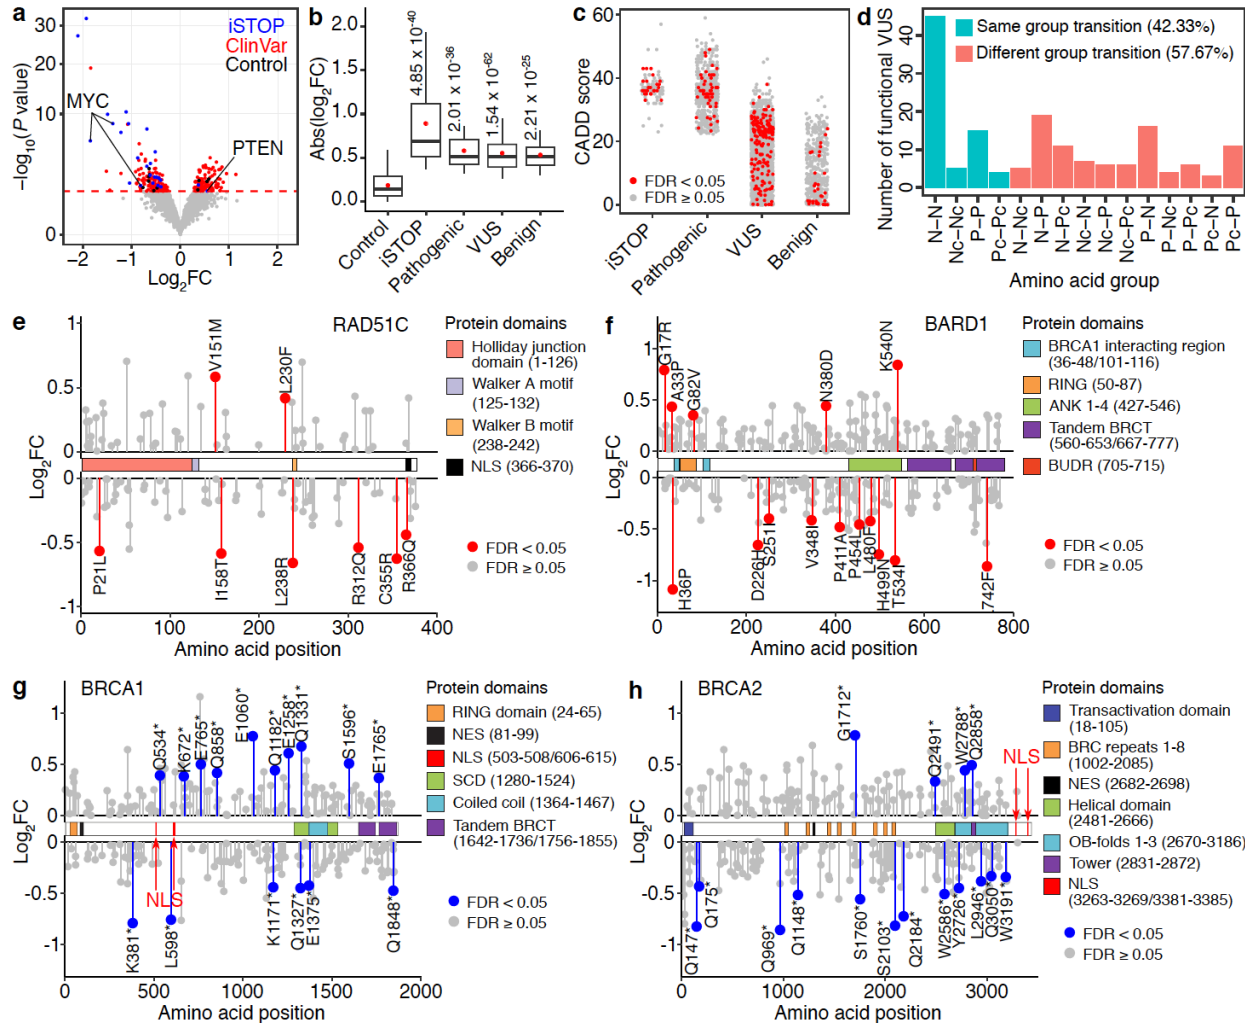 a
30
20
10
0
−log10(P value)
iSTOP
ClinVar
Control
MYC
PTEN
−2
−1
0
1
2
Log2FC
b
2.0
1.5
1.0
0.5
0.0
Abs(log2FC)
4.85 x 10-40
2.01 x 10-36
1.54 x 10-62
2.21 x 10-25
Control
iSTOP
Pathogenic
VUS
Benign
c
60
40
20
0
CADD score
FDR < 0.05
FDR ≥ 0.05
iSTOP
Pathogenic
VUS
Benign
d
40
30
20
10
0
Number of functional VUS
Same group transition (42.33%)
Different group transition (57.67%)
N−N
Nc−Nc
P−P
Pc−Pc
N−Nc
N−P
N−Pc
Nc−N
Nc−P
Nc−Pc
P−N
P−Nc
P−Pc
Pc−N
Pc−Nc
Pc−P
Amino acid group
e
RAD51C
1
0.5
0
0
-0.5
-1
Log2FC
V151M
L230F
P21L
I158T
L238R
R312Q
C355R
R366Q
FDR < 0.05
FDR ≥ 0.05
0
100
200
300
400
Amino acid position
Protein domains
Holliday junction
domain (1-126)
Walker A motif
(125-132)
Walker B motif
(238-242)
NLS (366-370)
f
BARD1
1
0.5
0
0
-0.5
-1
Log2FC
G17R
A33P
G82V
N380D
K540N
H36P
D226H
S251I
V348I
P411A
P454L
L480F
H499N
T534I
742F
0
200
400
600
800
Amino acid position
Protein domains
BRCA1 interacting region
(36-48/101-116)
RING (50-87)
ANK 1-4 (427-546)
Tandem BRCT
(560-653/667-777)
BUDR (705-715)
FDR < 0.05
FDR ≥ 0.05
g
BRCA1
1
0.5
0
0
-0.5
-1
Log2FC
Q534*
K672*
E765*
Q858*
E1060*
Q1182*
E1258*
Q1331*
S1596*
E1765*
NLS
K381*
L598*
K1171*
Q1327*
E1375*
Q1848*
0
500
1000
1500
2000
Amino acid position
Protein domains
RING domain (24-65)
NES (81-99)
NLS (503-508/606-615)
SCD (1280-1524)
Coiled coil (1364-1467)
Tandem BRCT
(1642-1736/1756-1855)
FDR < 0.05
FDR ≥ 0.05
h
BRCA2
1
0.5
0
0
-0.5
-1
Log2FC
G1712*
Q2491*
W2788*
Q2858*
NLS
Q147*
Q175*
Q969*
Q1148*
S1760*
S2103*
Q2184*
W2586*
Y2726*
L2946*
Q3050*
W3191*
0
1000
2000
3000
Amino acid position
Protein domains
Transactivation domain
(18-105)
BRC repeats 1-8
(1002-2085)
NES (2682-2698)
Helical domain
(2481-2666)
OB-folds 1-3 (2670-3186)
Tower (2831-2872)
NLS
(3263-3269/3381-3385)
FDR < 0.05
FDR ≥ 0.05